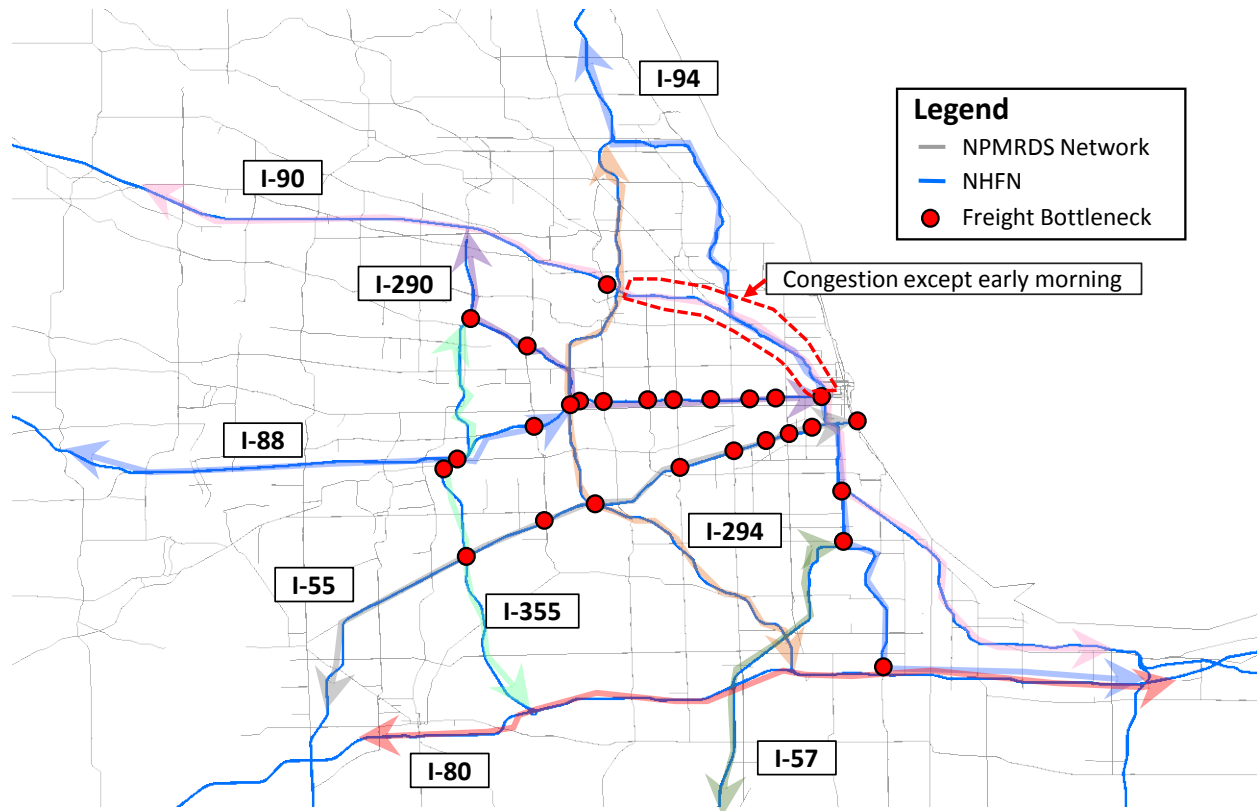 I-94
Legend
NPMRDS Network
NHFN
Freight Bottleneck
I-90
Congestion except early morning
I-290
I-88
I-294
I-55
I-355
I-57
I-80